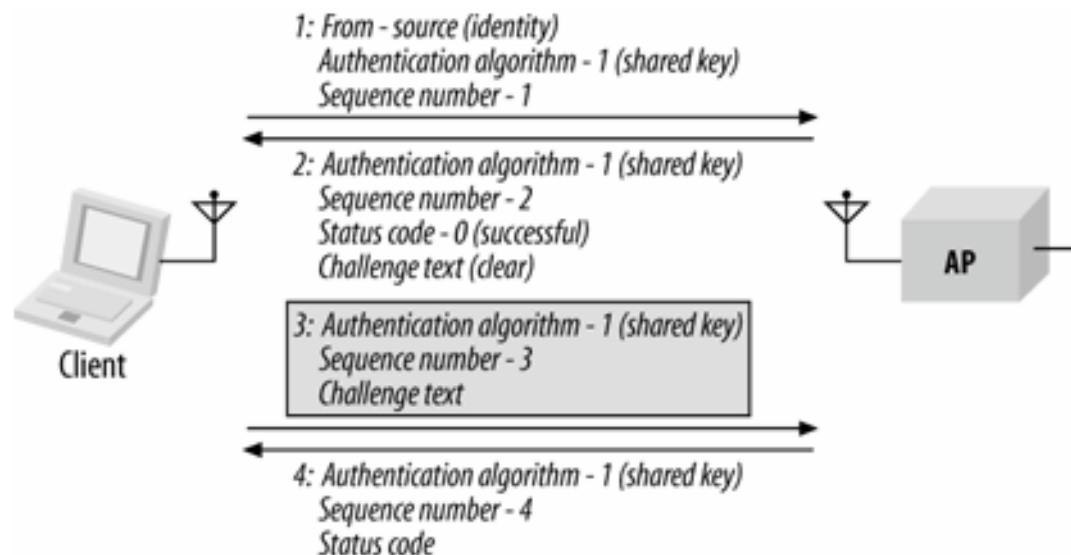 1: From - source (identity)
Authentication algorithm - 1 (shared key)
Sequence number - 1
2: Authentication algorithm - 1 (shared key)
Sequence number - 2
Status code - 0 (successful)
Challenge text (clear)
AP
3: Authentication algorithm - 1 (shared key)
Sequence number - 3
Challenge text
Client
4: Authentication algorithm - 1 (shared key)
Sequence number - 4
Status code